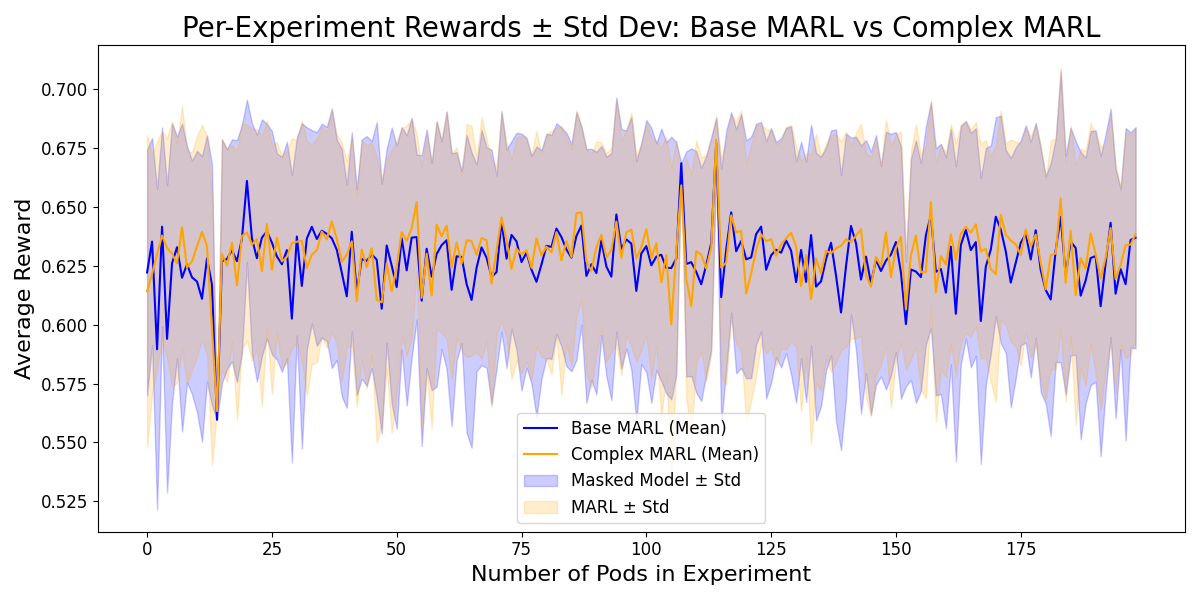 Per-Experiment Rewards ± Std Dev: Base MARL vs Complex MARL
Average Reward
0.700
0.675
0.650
0.625
0.600
0.575
0.550
0.525
Base MARL (Mean)
Complex MARL (Mean)
Masked Model ± Std
MARL ± Std
0 25 50 75 100 125 150 175
Number of Pods in Experiment